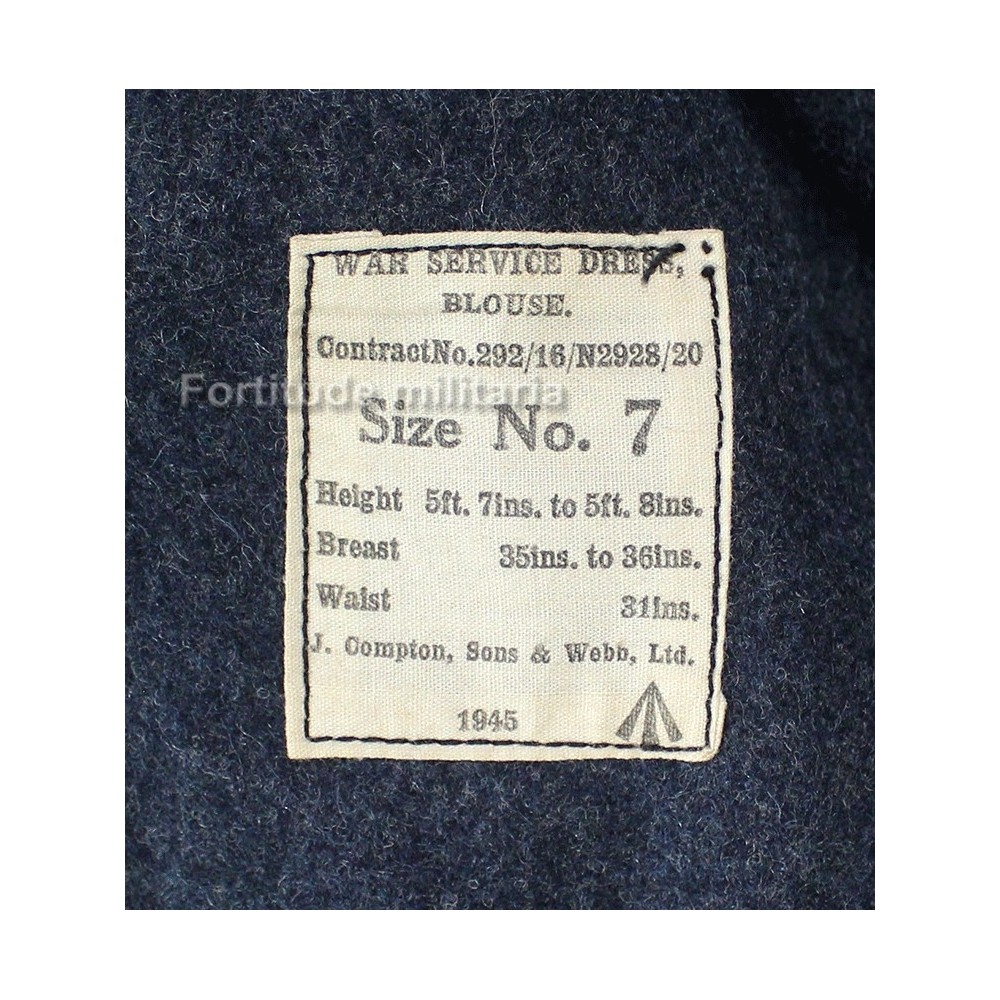 WAR SERVICE DRESS,
BLOUSE.
ContractNo.292/16/N2928/20
Fortitude militaria
Size No. 7
Height 5ft. 7ins. to 5ft. 8ins.
Breast 35ins. to 36ins.
Waist 31ins.
J. Compton, Sons & Webb, Ltd.
1945